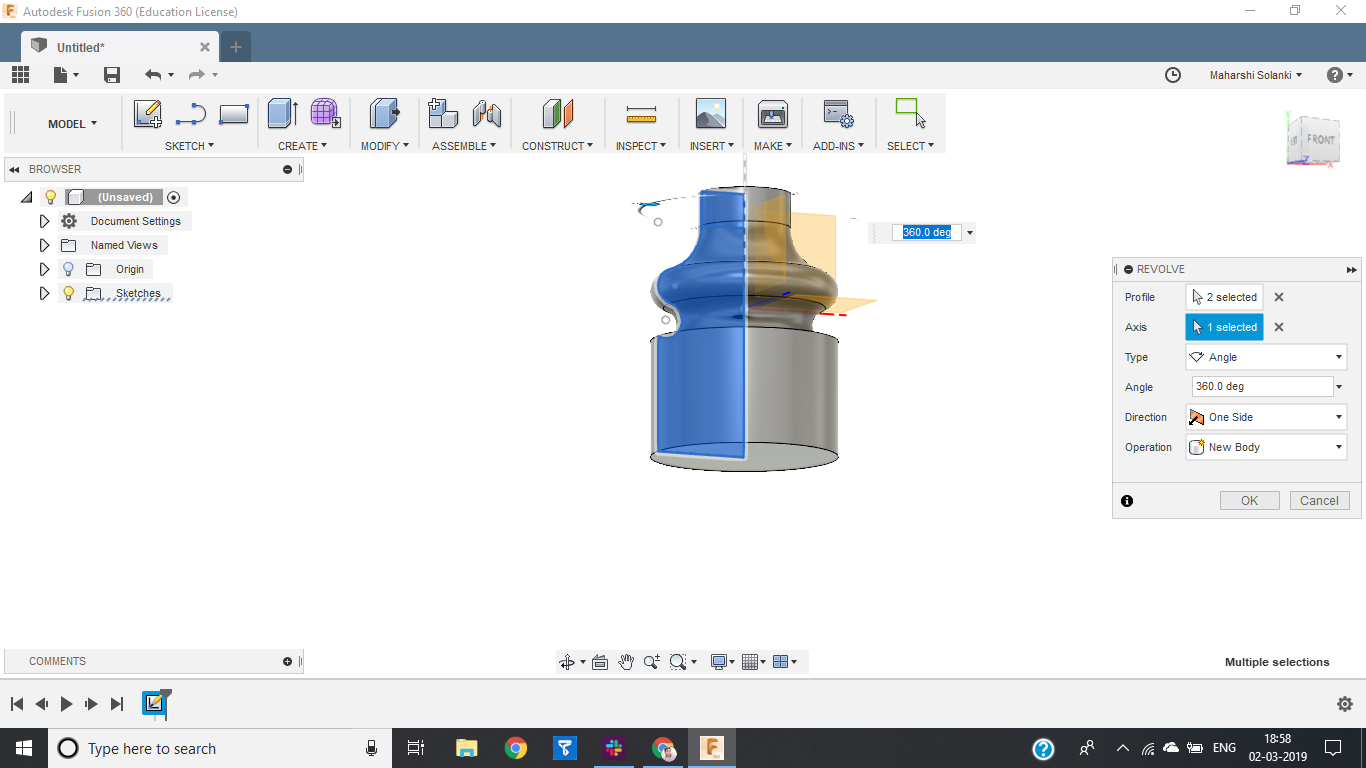 Autodesk Fusion 360 (Education License)
Untitled*
Maharshi Solanki
MODEL
SKETCH
CREATE
MODIFY
ASSEMBLE
CONSTRUCT
INSPECT
INSERT
MAKE
ADD-INS
SELECT
FRONT
BROWSER
(Unsaved)
Document Settings
Named Views
Origin
Sketches
360.0 deg
REVOLVE
Profile 2 selected
Axis 1 selected
Type Angle
Angle 360.0 deg
Direction One Side
Operation New Body
OK Cancel
COMMENTS
Multiple selections
Type here to search
ENG
18:58
02-03-2019